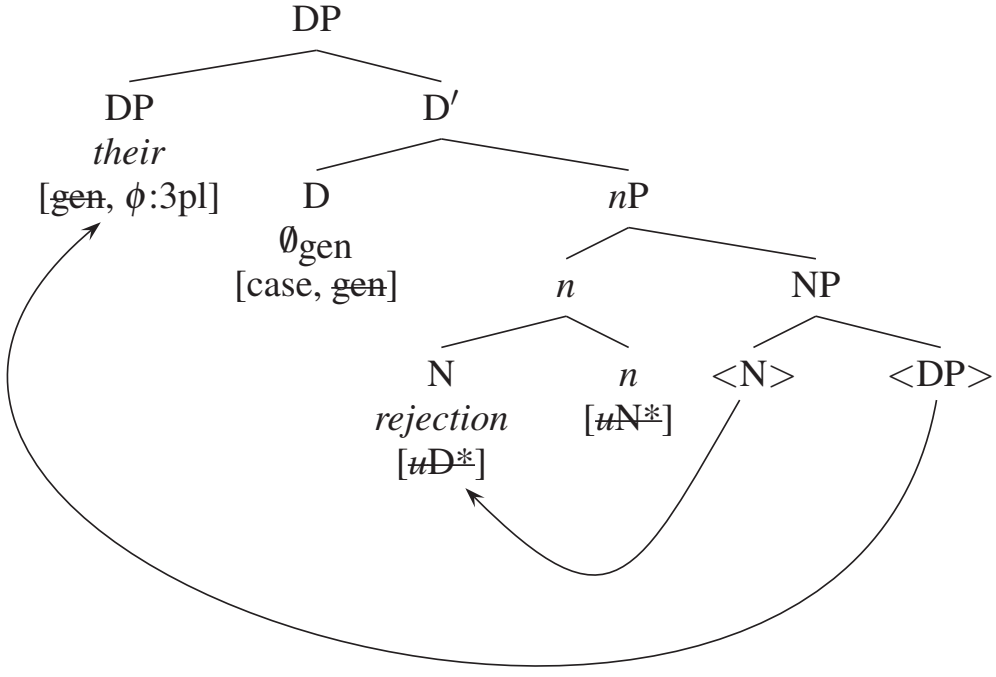 DP
DP D′
their
[gen, ϕ:3pl] D nP
∅gen
[case, gen] n NP
N n <N> <DP>
rejection [uN*]
[uD*]